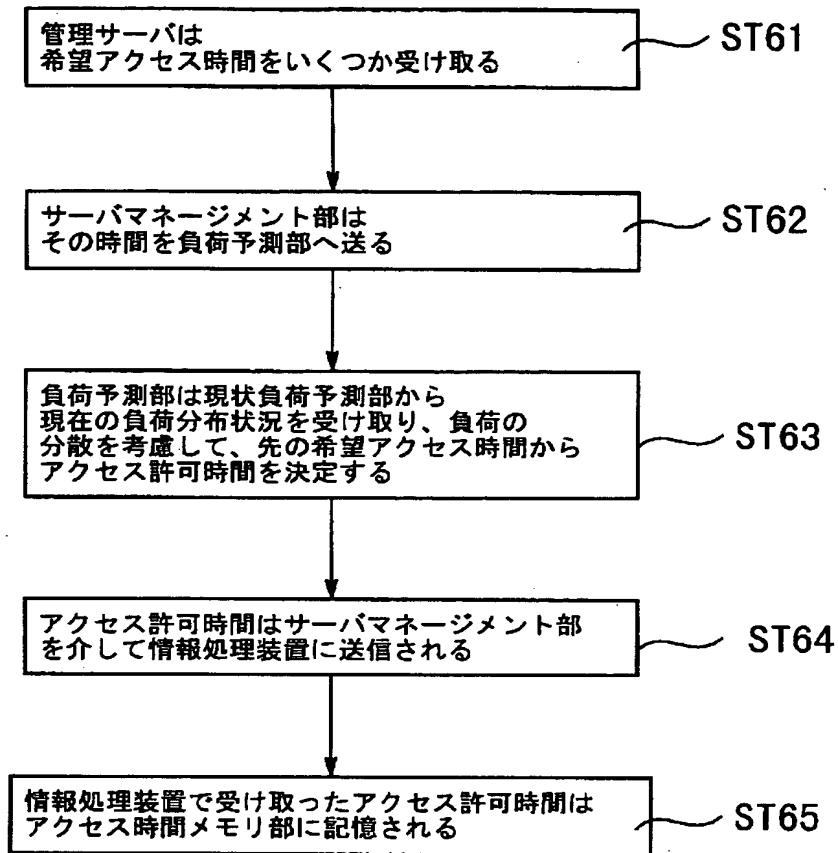 管理サーバは
希望アクセス時間をいくつか受け取る
ST61
サーバマネージメント部は
その時間を負荷予測部へ送る
ST62
負荷予測部は現状負荷予測部から
現在の負荷分布状況を受け取り、負荷の
分散を考慮して、先の希望アクセス時間から
アクセス許可時間を決定する
ST63
アクセス許可時間はサーバマネージメント部
を介して情報処理装置に送信される
ST64
情報処理装置で受け取ったアクセス許可時間は
アクセス時間メモリ部に記憶される
ST65